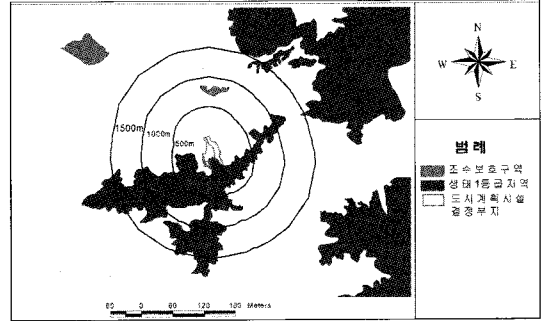 N
W E
S
1500m
1000m
500m
범례
조수보호구역
생태1등급지역
도시계획시설
결정부지
60 0 60 120 180 Meters